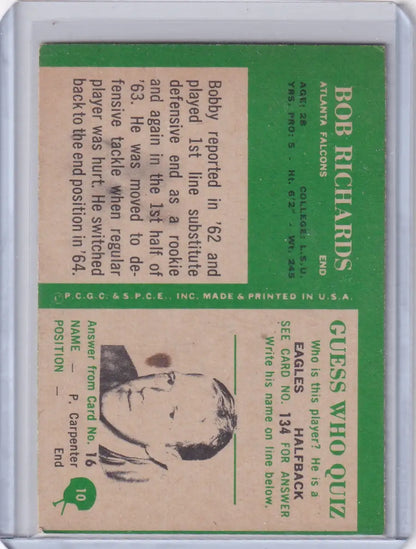 BOB RICHARDS
ATLANTA FALCONS END
AGE: 28 COLLEGE: L.S.U.
YRS. PRO: 5 . Ht. 6'2" . Wt. 245
Bobby reported in '62 and
played 1st line substitute
defensive end as a rookie
and again in the 1st half of
'63. He was moved to de-
fensive tackle when regular
player was hurt. He switched
back to the end position in '64.
©P.C.G.C. & S.P.C.E., INC. MADE & PRINTED IN U.S.A.
GUESS WHO QUIZ
Who is this player? He is a
EAGLES HALFBACK
SEE CARD NO. 134 FOR ANSWER
Write his name on line below.
Answer from Card No. 16
NAME — P. Carpenter
POSITION — End
10